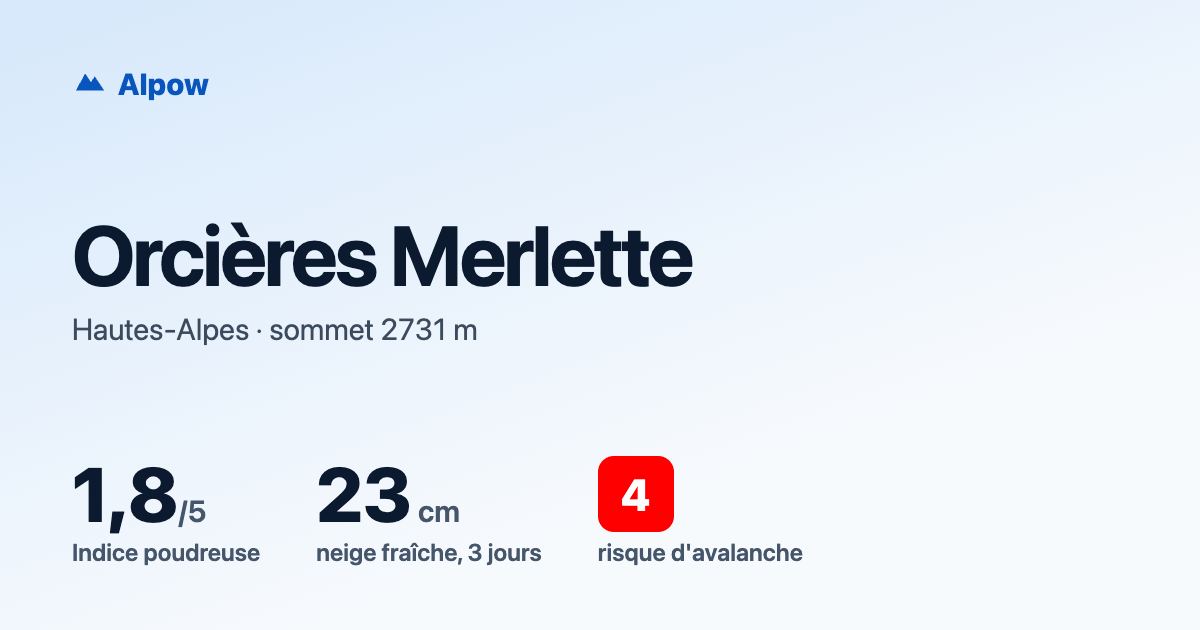 Alpow
Orcières Merlette
Hautes-Alpes · sommet 2731 m
1,8/5
Indice poudreuse
23 cm
neige fraîche, 3 jours
4
risque d'avalanche